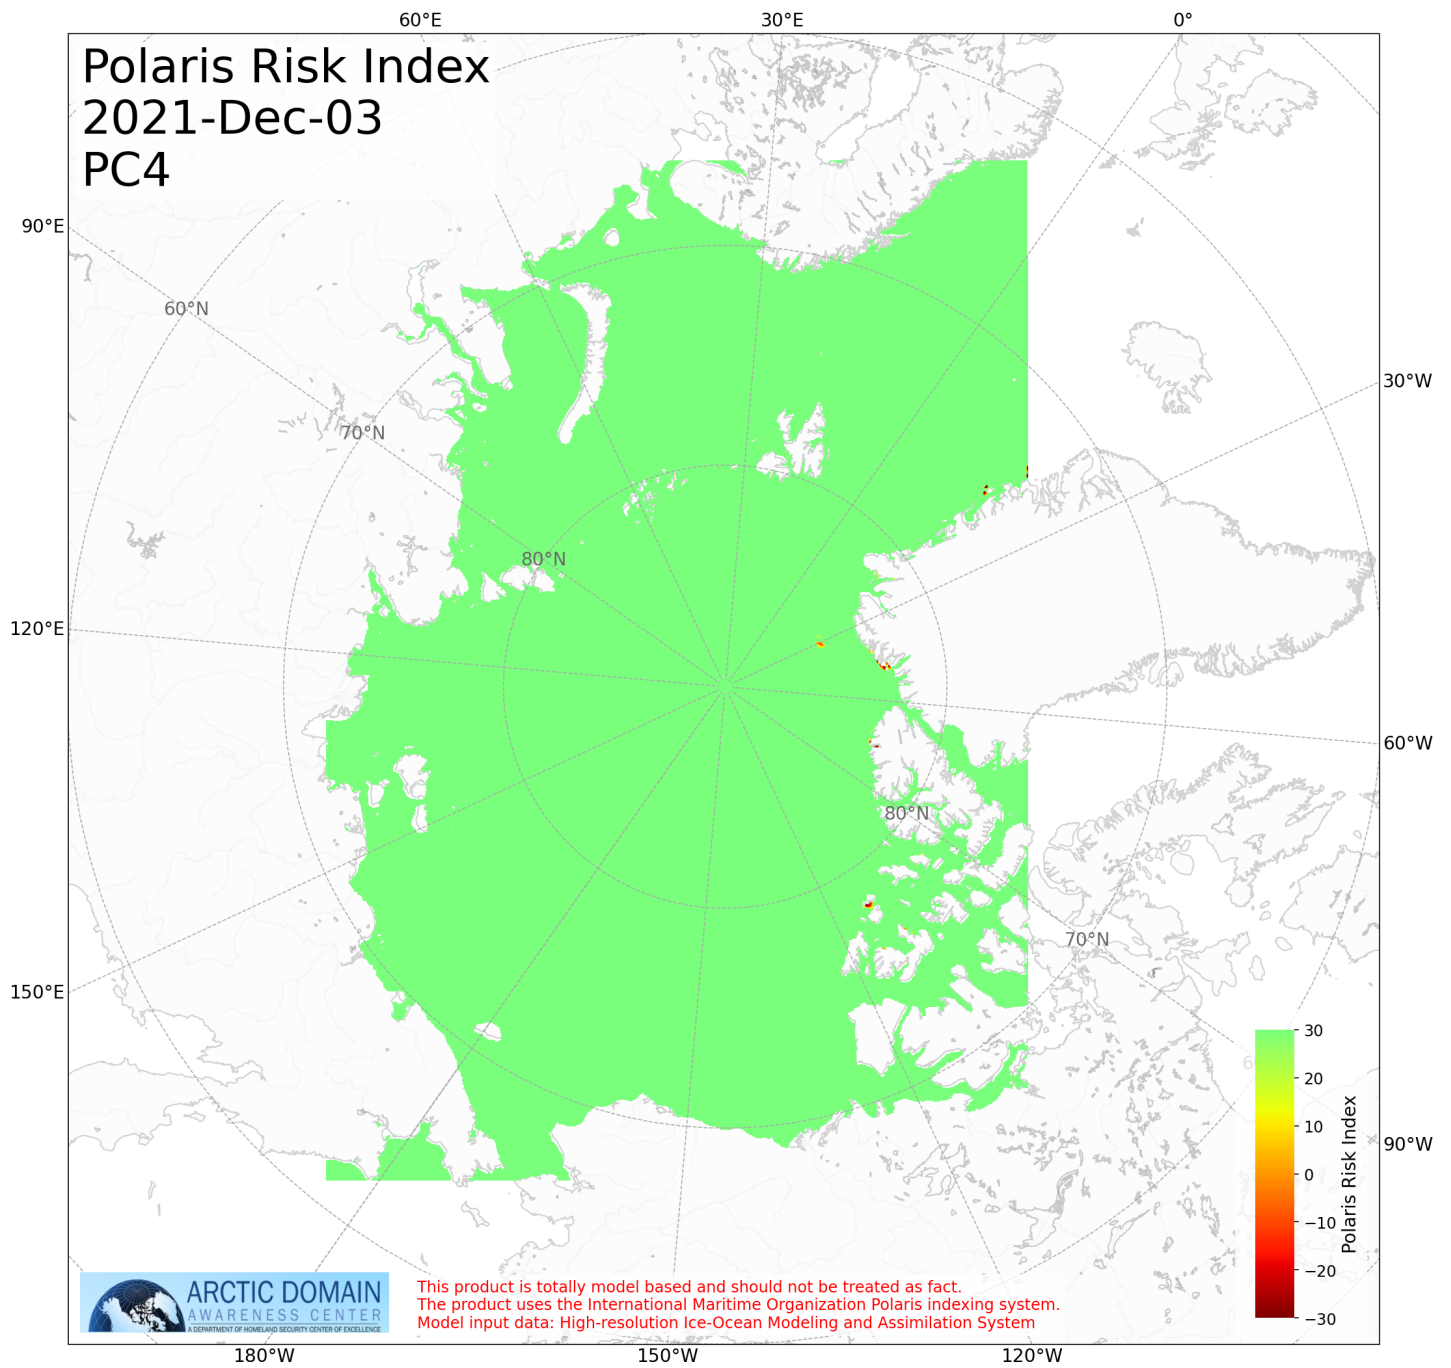 60°E
30°E
0°
Polaris Risk Index
2021-Dec-03
PC4
90°E
60°N
30°W
70°N
80°N
120°E
60°W
80°N
70°N
150°E
30
20
10
0
−10
−20
−30
Polaris Risk Index
90°W
ARCTIC DOMAIN
AWARENESS CENTER
A DEPARTMENT OF HOMELAND SECURITY CENTER OF EXCELLENCE
This product is totally model based and should not be treated as fact.
The product uses the International Maritime Organization Polaris indexing system.
Model input data: High-resolution Ice-Ocean Modeling and Assimilation System
180°W
150°W
120°W